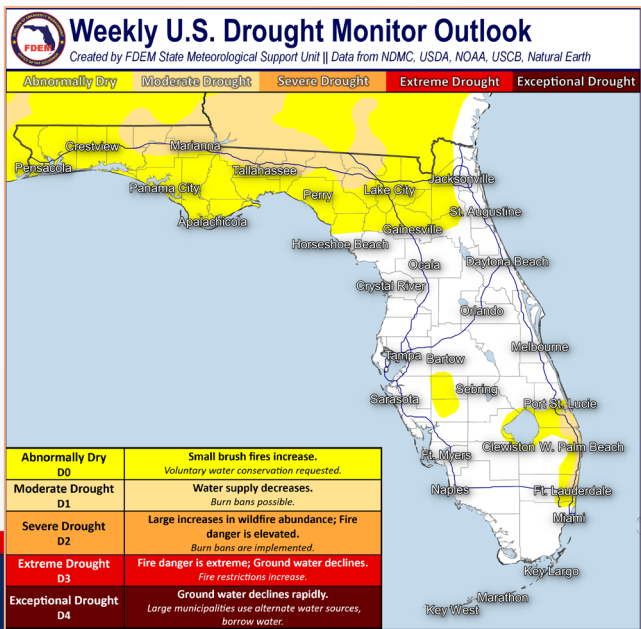 Weekly U.S. Drought Monitor Outlook
FDEM
Created by FDEM State Meteorological Support Unit || Data from NDMC, USDA, NOAA, USCB, Natural Earth
Abnormally Dry Moderate Drought Severe Drought Extreme Drought Exceptional Drought
Crestview
Marianna
Pensacola
Tallahassee
Jacksonville
Panama City
Perry
Lake City
Apalachicola
St. Augustine
Gainesville
Horseshoe Beach
Ocala
Daytona Beach
Crystal River
Orlando
Melbourne
Tampa
Bartow
Sebring
Sarasota
Port St. Lucie
Clewiston
W. Palm Beach
Ft. Myers
Naples
Ft. Lauderdale
Miami
Key Largo
Marathon
Key West
Abnormally Dry
D0
Small brush fires increase.
Voluntary water conservation requested.
Moderate Drought
D1
Water supply decreases.
Burn bans possible.
Severe Drought
D2
Large increases in wildfire abundance; Fire
danger is elevated.
Burn bans are implemented.
Extreme Drought
D3
Fire danger is extreme; Ground water declines.
Fire restrictions increase.
Exceptional Drought
D4
Ground water declines rapidly.
Large municipalities use alternate water sources,
borrow water.